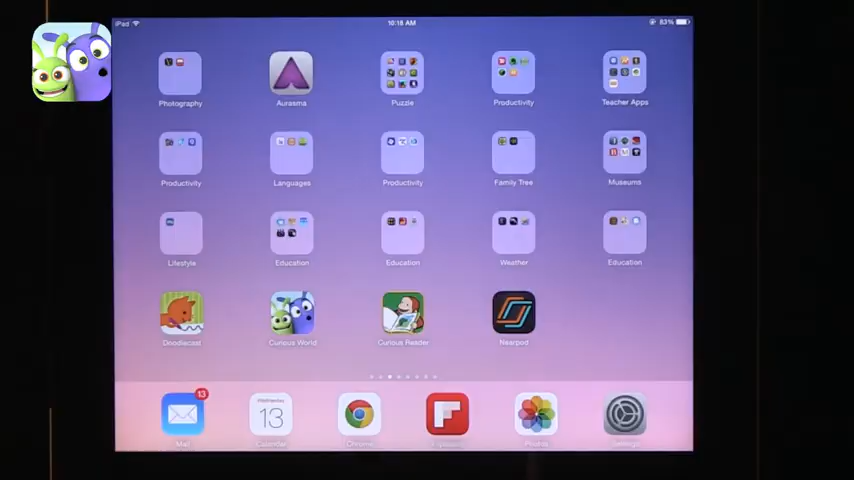 iPad 10:18 AM 83%
Photography Aurasma Puzzle Productivity Teacher Apps
Productivity Languages Productivity Family Tree Museums
Lifestyle Education Education Weather Education
Doodlecast Curious World Curious Reader Nearpod
13
Wednesday
13
Mail Calendar Chrome Flipboard Photos Settings